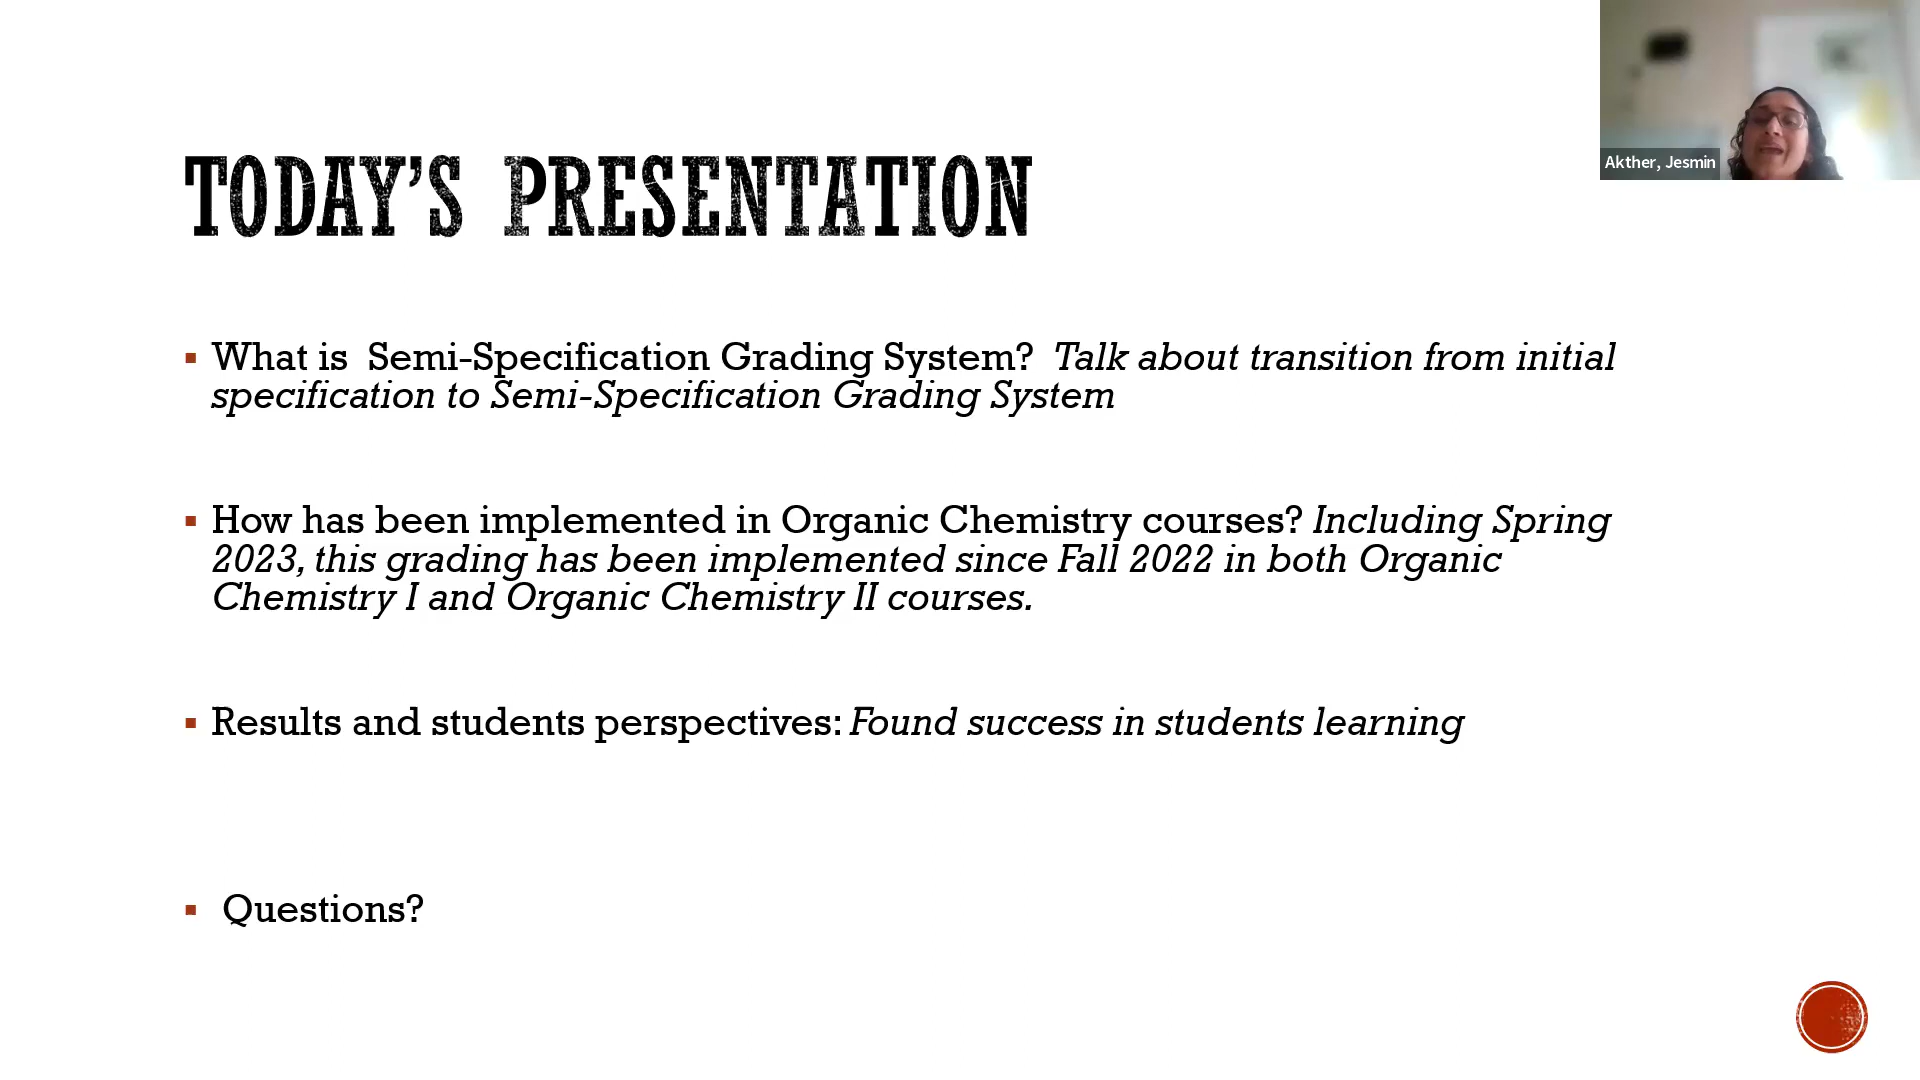 Akther, Jesmin
TODAY’S PRESENTATION
▪ What is  Semi-Specification Grading System?  Talk about transition from initial
specification to Semi-Specification Grading System
▪ How has been implemented in Organic Chemistry courses? Including Spring
2023, this grading has been implemented since Fall 2022 in both Organic
Chemistry I and Organic Chemistry II courses.
▪ Results and students perspectives: Found success in students learning
▪ Questions?